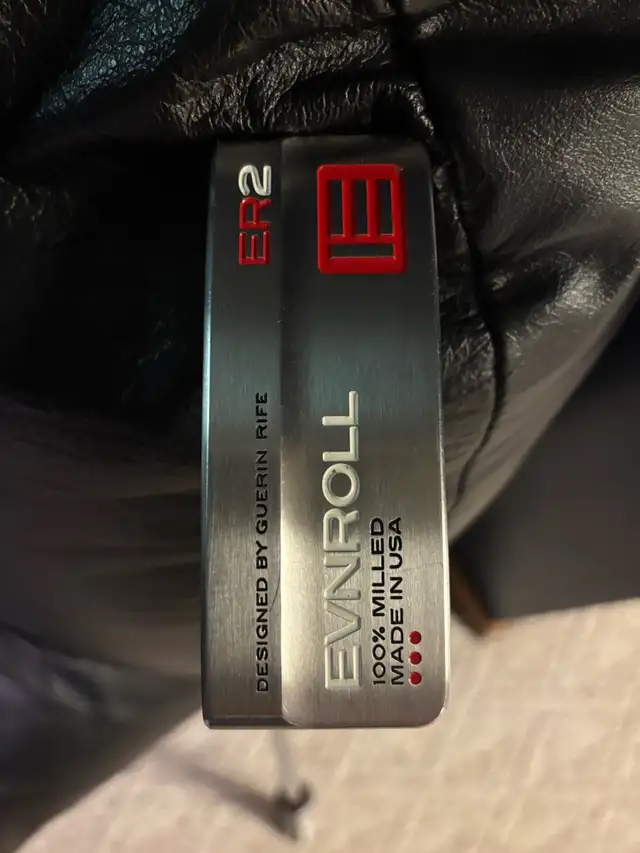 ER2
DESIGNED BY GUERIN RIFE
EVNROLL
100% MILLED
MADE IN USA